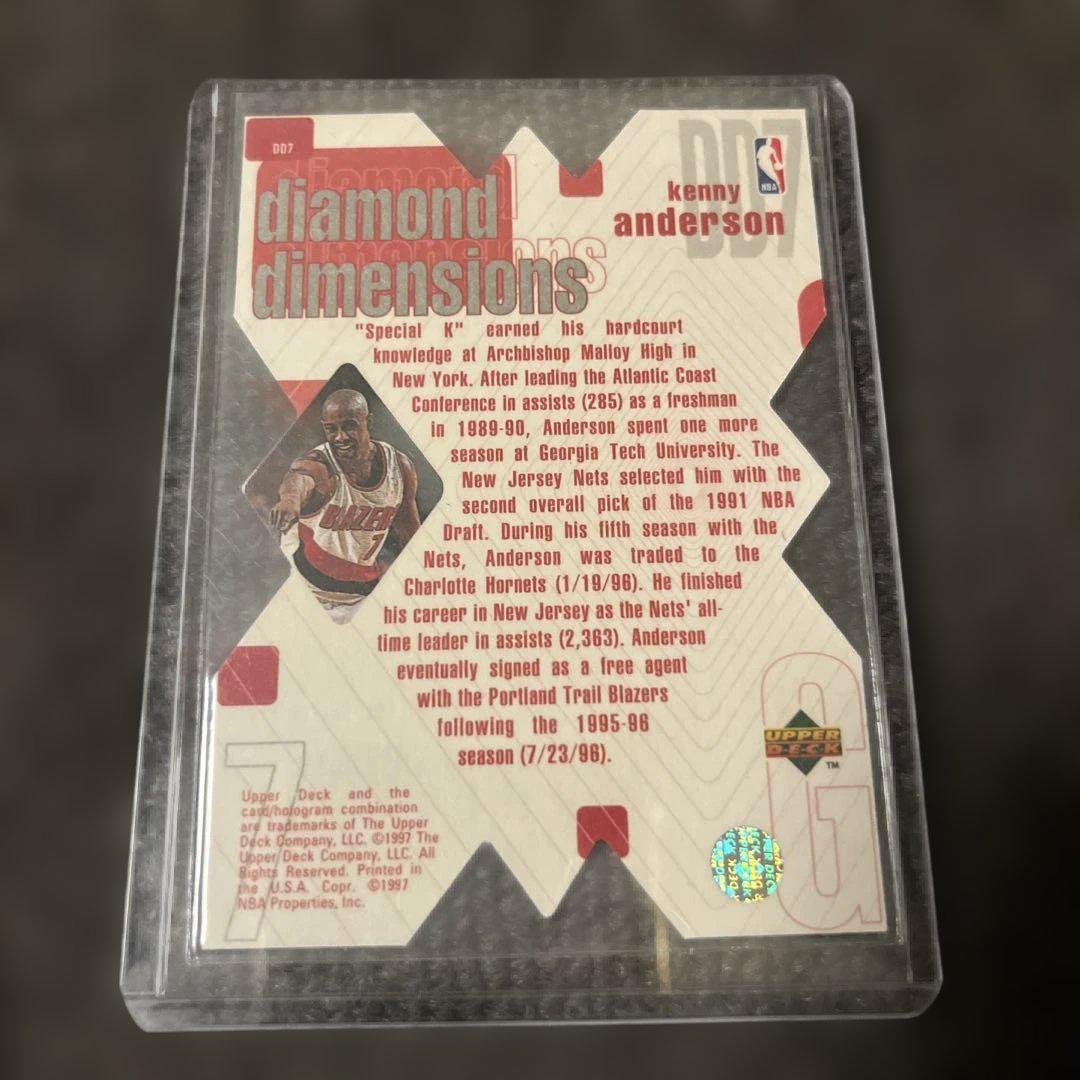 DD7
DD7
NBA
diamond
dimensions
diamond
dimensions
kenny
anderson
"Special K" earned his hardcourt
knowledge at Archbishop Malloy High in
New York. After leading the Atlantic Coast
Conference in assists (285) as a freshman
in 1989-90, Anderson spent one more
season at Georgia Tech University. The
New Jersey Nets selected him with the
second overall pick of the 1991 NBA
Draft. During his fifth season with the
Nets, Anderson was traded to the
Charlotte Hornets (1/19/96). He finished
his career in New Jersey as the Nets' all-
time leader in assists (2,363). Anderson
eventually signed as a free agent
with the Portland Trail Blazers
following the 1995-96
season (7/23/96).
BLAZERS
7
7
G
UPPER
DECK
TM
Upper Deck and the
card/hologram combination
are trademarks of The Upper
Deck Company, LLC. ©1997 The
Upper Deck Company, LLC. All
Rights Reserved. Printed in
the U.S.A. Copr. ©1997
NBA Properties, Inc.